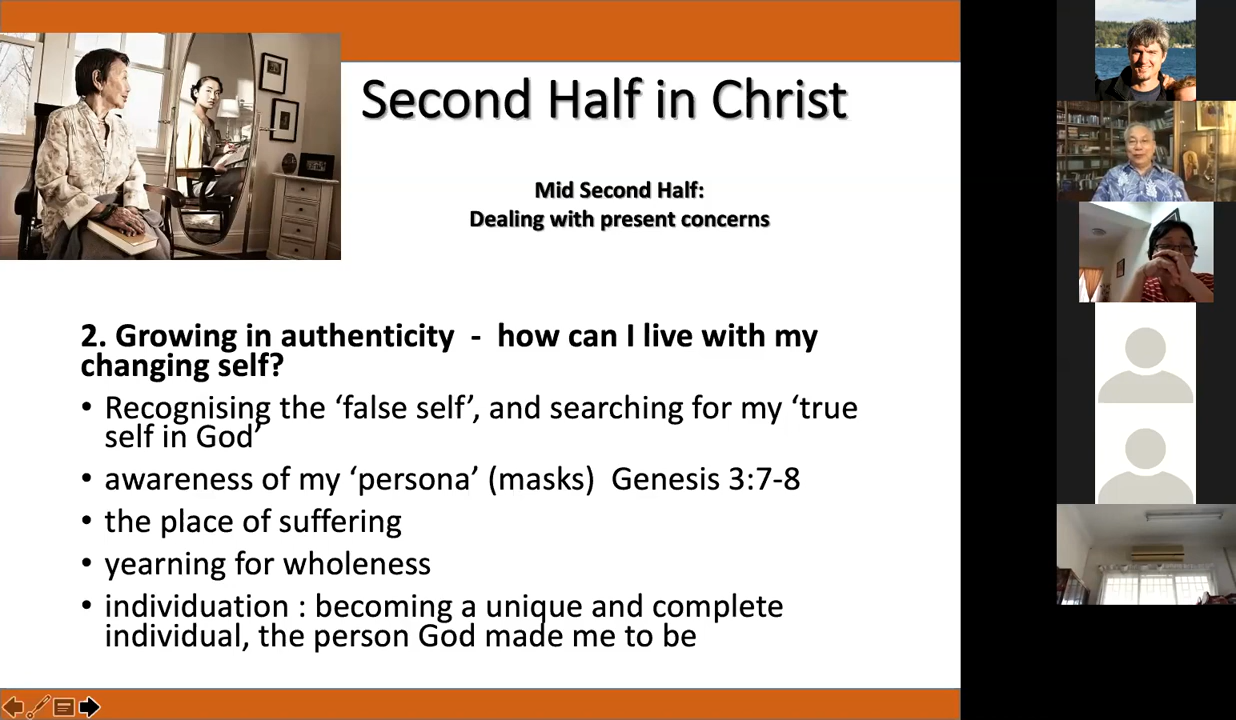 Second Half in Christ
Mid Second Half:
Dealing with present concerns
2. Growing in authenticity - how can I live with my
changing self?
• Recognising the ‘false self’, and searching for my ‘true
self in God’
• awareness of my ‘persona’ (masks) Genesis 3:7-8
• the place of suffering
• yearning for wholeness
• individuation : becoming a unique and complete
individual, the person God made me to be